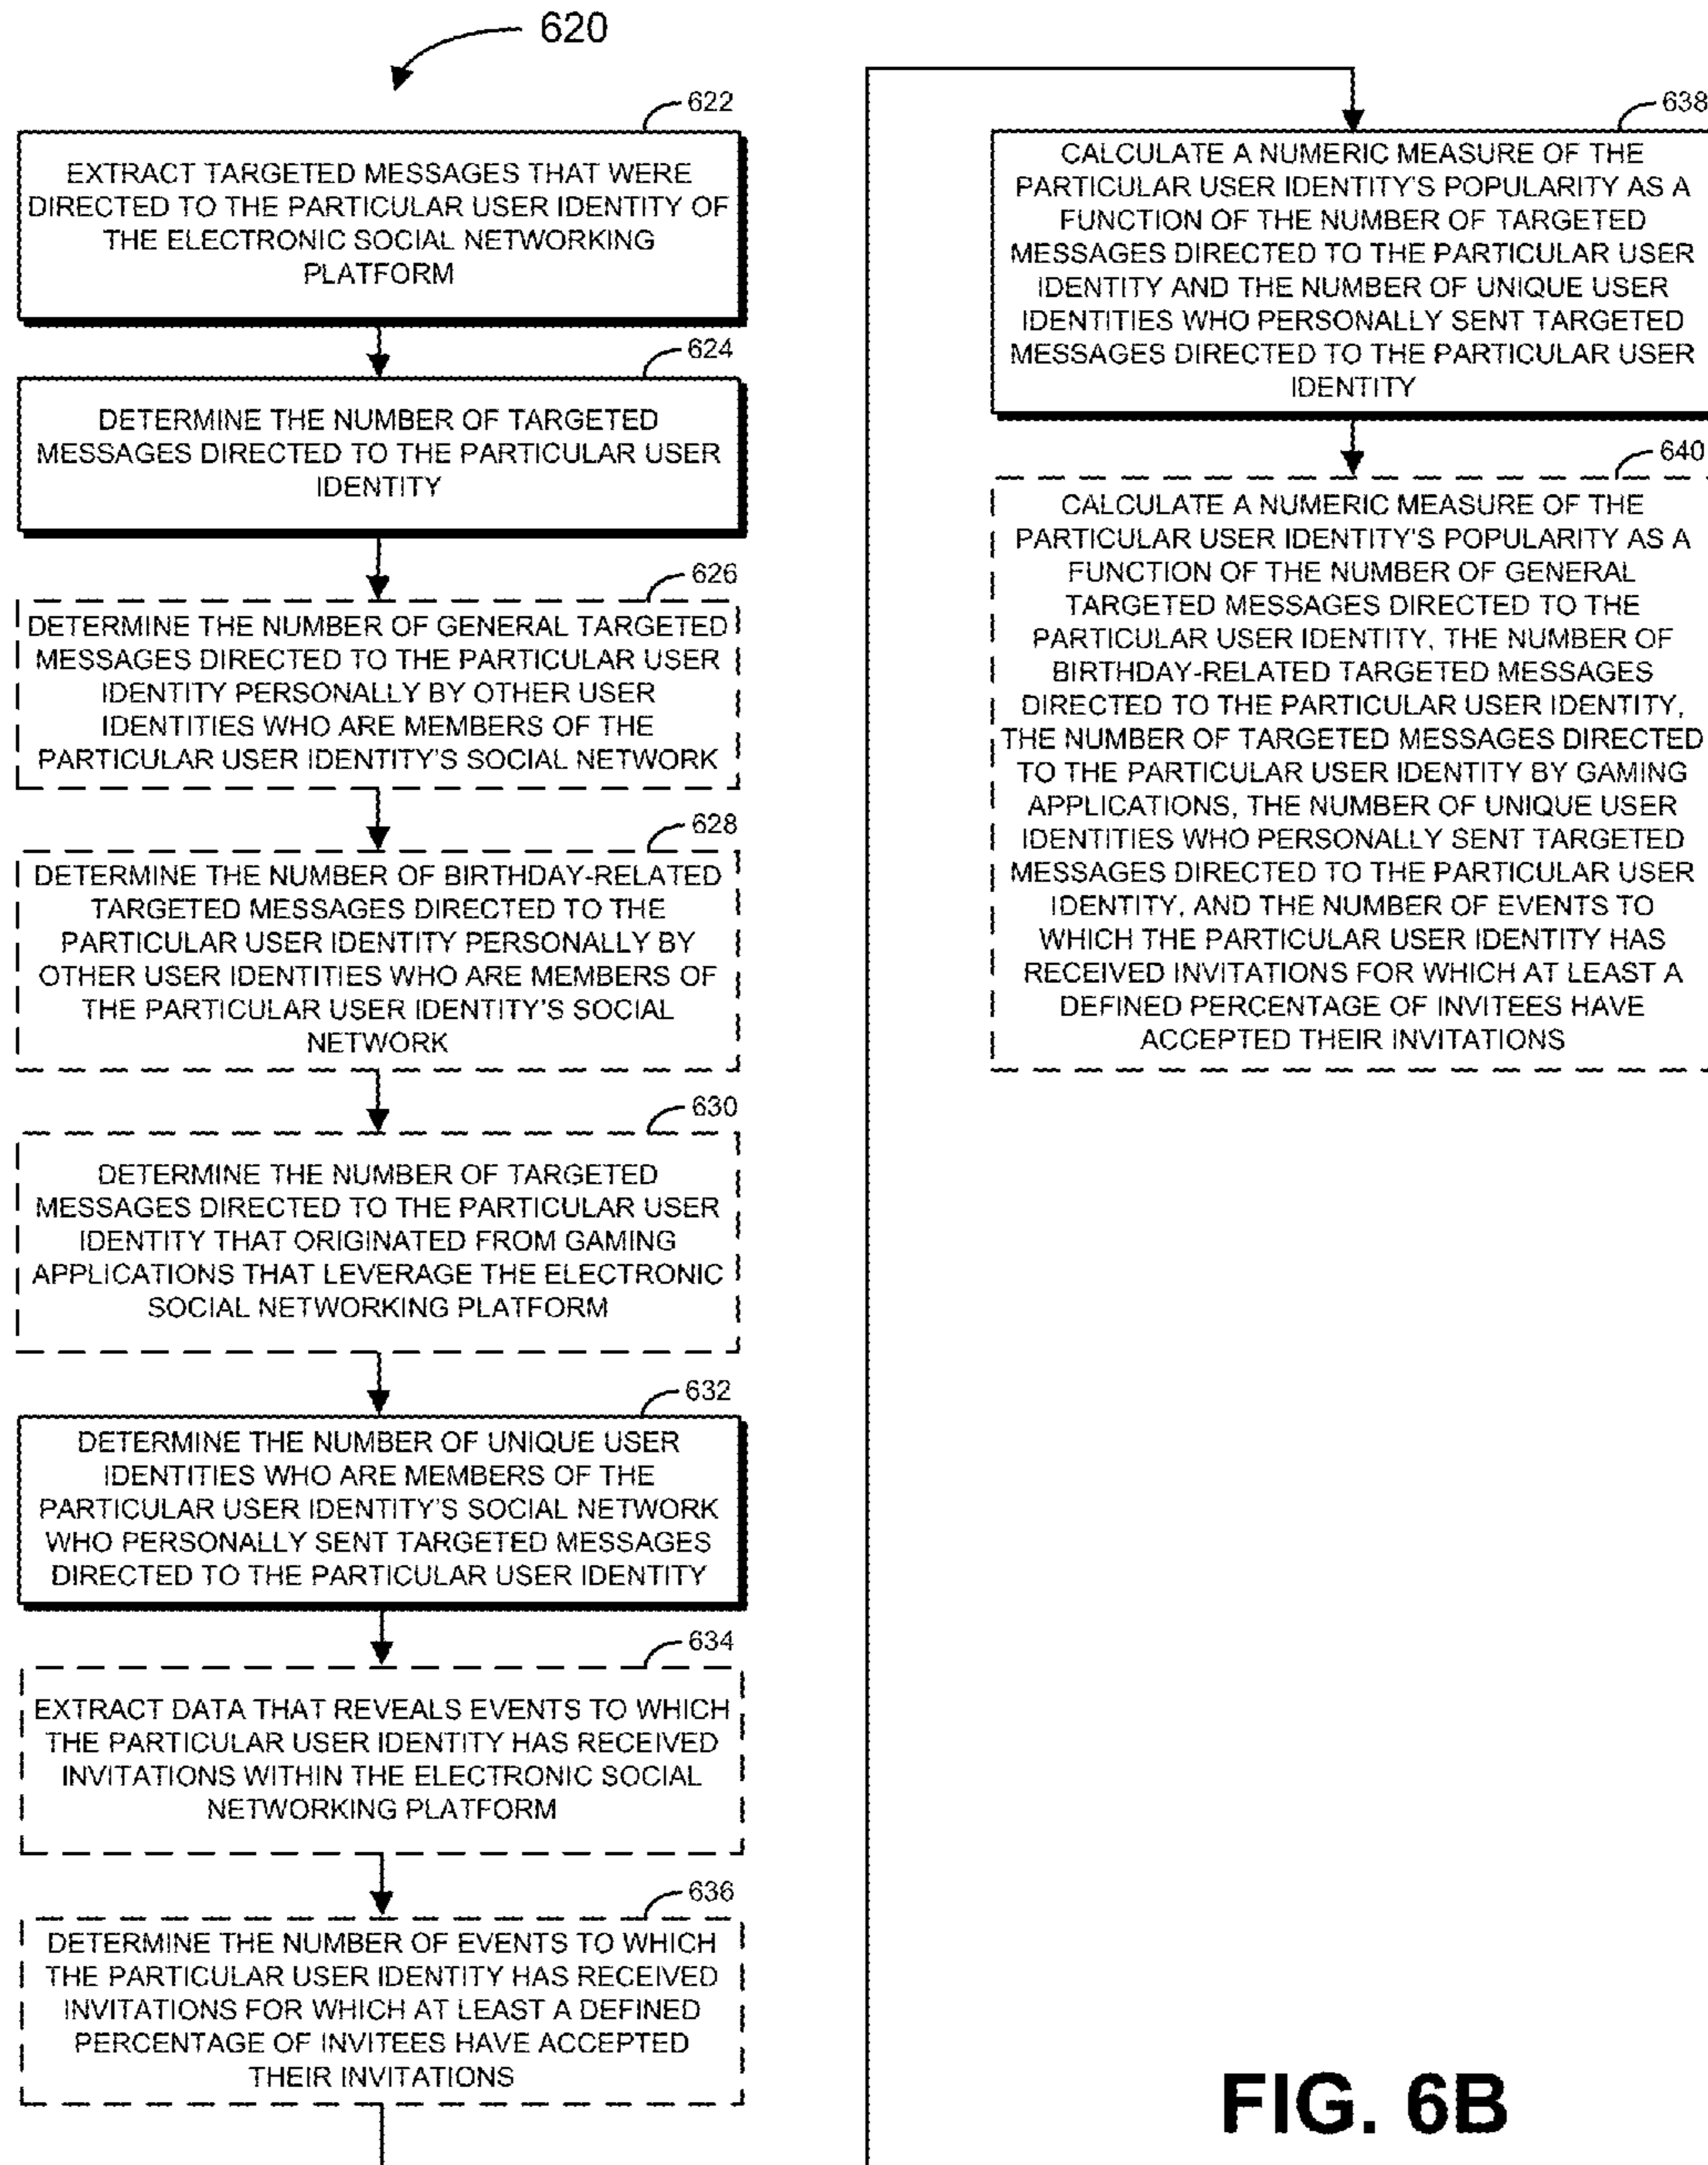 620
622
EXTRACT TARGETED MESSAGES THAT WERE
DIRECTED TO THE PARTICULAR USER IDENTITY OF
THE ELECTRONIC SOCIAL NETWORKING
PLATFORM
624
DETERMINE THE NUMBER OF TARGETED
MESSAGES DIRECTED TO THE PARTICULAR USER
IDENTITY
626
DETERMINE THE NUMBER OF GENERAL TARGETED
MESSAGES DIRECTED TO THE PARTICULAR USER
IDENTITY PERSONALLY BY OTHER USER
IDENTITIES WHO ARE MEMBERS OF THE
PARTICULAR USER IDENTITY'S SOCIAL NETWORK
628
DETERMINE THE NUMBER OF BIRTHDAY-RELATED
TARGETED MESSAGES DIRECTED TO THE
PARTICULAR USER IDENTITY PERSONALLY BY
OTHER USER IDENTITIES WHO ARE MEMBERS OF
THE PARTICULAR USER IDENTITY'S SOCIAL
NETWORK
630
DETERMINE THE NUMBER OF TARGETED
MESSAGES DIRECTED TO THE PARTICULAR USER
IDENTITY THAT ORIGINATED FROM GAMING
APPLICATIONS THAT LEVERAGE THE ELECTRONIC
SOCIAL NETWORKING PLATFORM
632
DETERMINE THE NUMBER OF UNIQUE USER
IDENTITIES WHO ARE MEMBERS OF THE
PARTICULAR USER IDENTITY'S SOCIAL NETWORK
WHO PERSONALLY SENT TARGETED MESSAGES
DIRECTED TO THE PARTICULAR USER IDENTITY
634
EXTRACT DATA THAT REVEALS EVENTS TO WHICH
THE PARTICULAR USER IDENTITY HAS RECEIVED
INVITATIONS WITHIN THE ELECTRONIC SOCIAL
NETWORKING PLATFORM
636
DETERMINE THE NUMBER OF EVENTS TO WHICH
THE PARTICULAR USER IDENTITY HAS RECEIVED
INVITATIONS FOR WHICH AT LEAST A DEFINED
PERCENTAGE OF INVITEES HAVE ACCEPTED
THEIR INVITATIONS
638
CALCULATE A NUMERIC MEASURE OF THE
PARTICULAR USER IDENTITY'S POPULARITY AS A
FUNCTION OF THE NUMBER OF TARGETED
MESSAGES DIRECTED TO THE PARTICULAR USER
IDENTITY AND THE NUMBER OF UNIQUE USER
IDENTITIES WHO PERSONALLY SENT TARGETED
MESSAGES DIRECTED TO THE PARTICULAR USER
IDENTITY
640
CALCULATE A NUMERIC MEASURE OF THE
PARTICULAR USER IDENTITY'S POPULARITY AS A
FUNCTION OF THE NUMBER OF GENERAL
TARGETED MESSAGES DIRECTED TO THE
PARTICULAR USER IDENTITY, THE NUMBER OF
BIRTHDAY-RELATED TARGETED MESSAGES
DIRECTED TO THE PARTICULAR USER IDENTITY,
THE NUMBER OF TARGETED MESSAGES DIRECTED
TO THE PARTICULAR USER IDENTITY BY GAMING
APPLICATIONS, THE NUMBER OF UNIQUE USER
IDENTITIES WHO PERSONALLY SENT TARGETED
MESSAGES DIRECTED TO THE PARTICULAR USER
IDENTITY, AND THE NUMBER OF EVENTS TO
WHICH THE PARTICULAR USER IDENTITY HAS
RECEIVED INVITATIONS FOR WHICH AT LEAST A
DEFINED PERCENTAGE OF INVITEES HAVE
ACCEPTED THEIR INVITATIONS
FIG. 6B